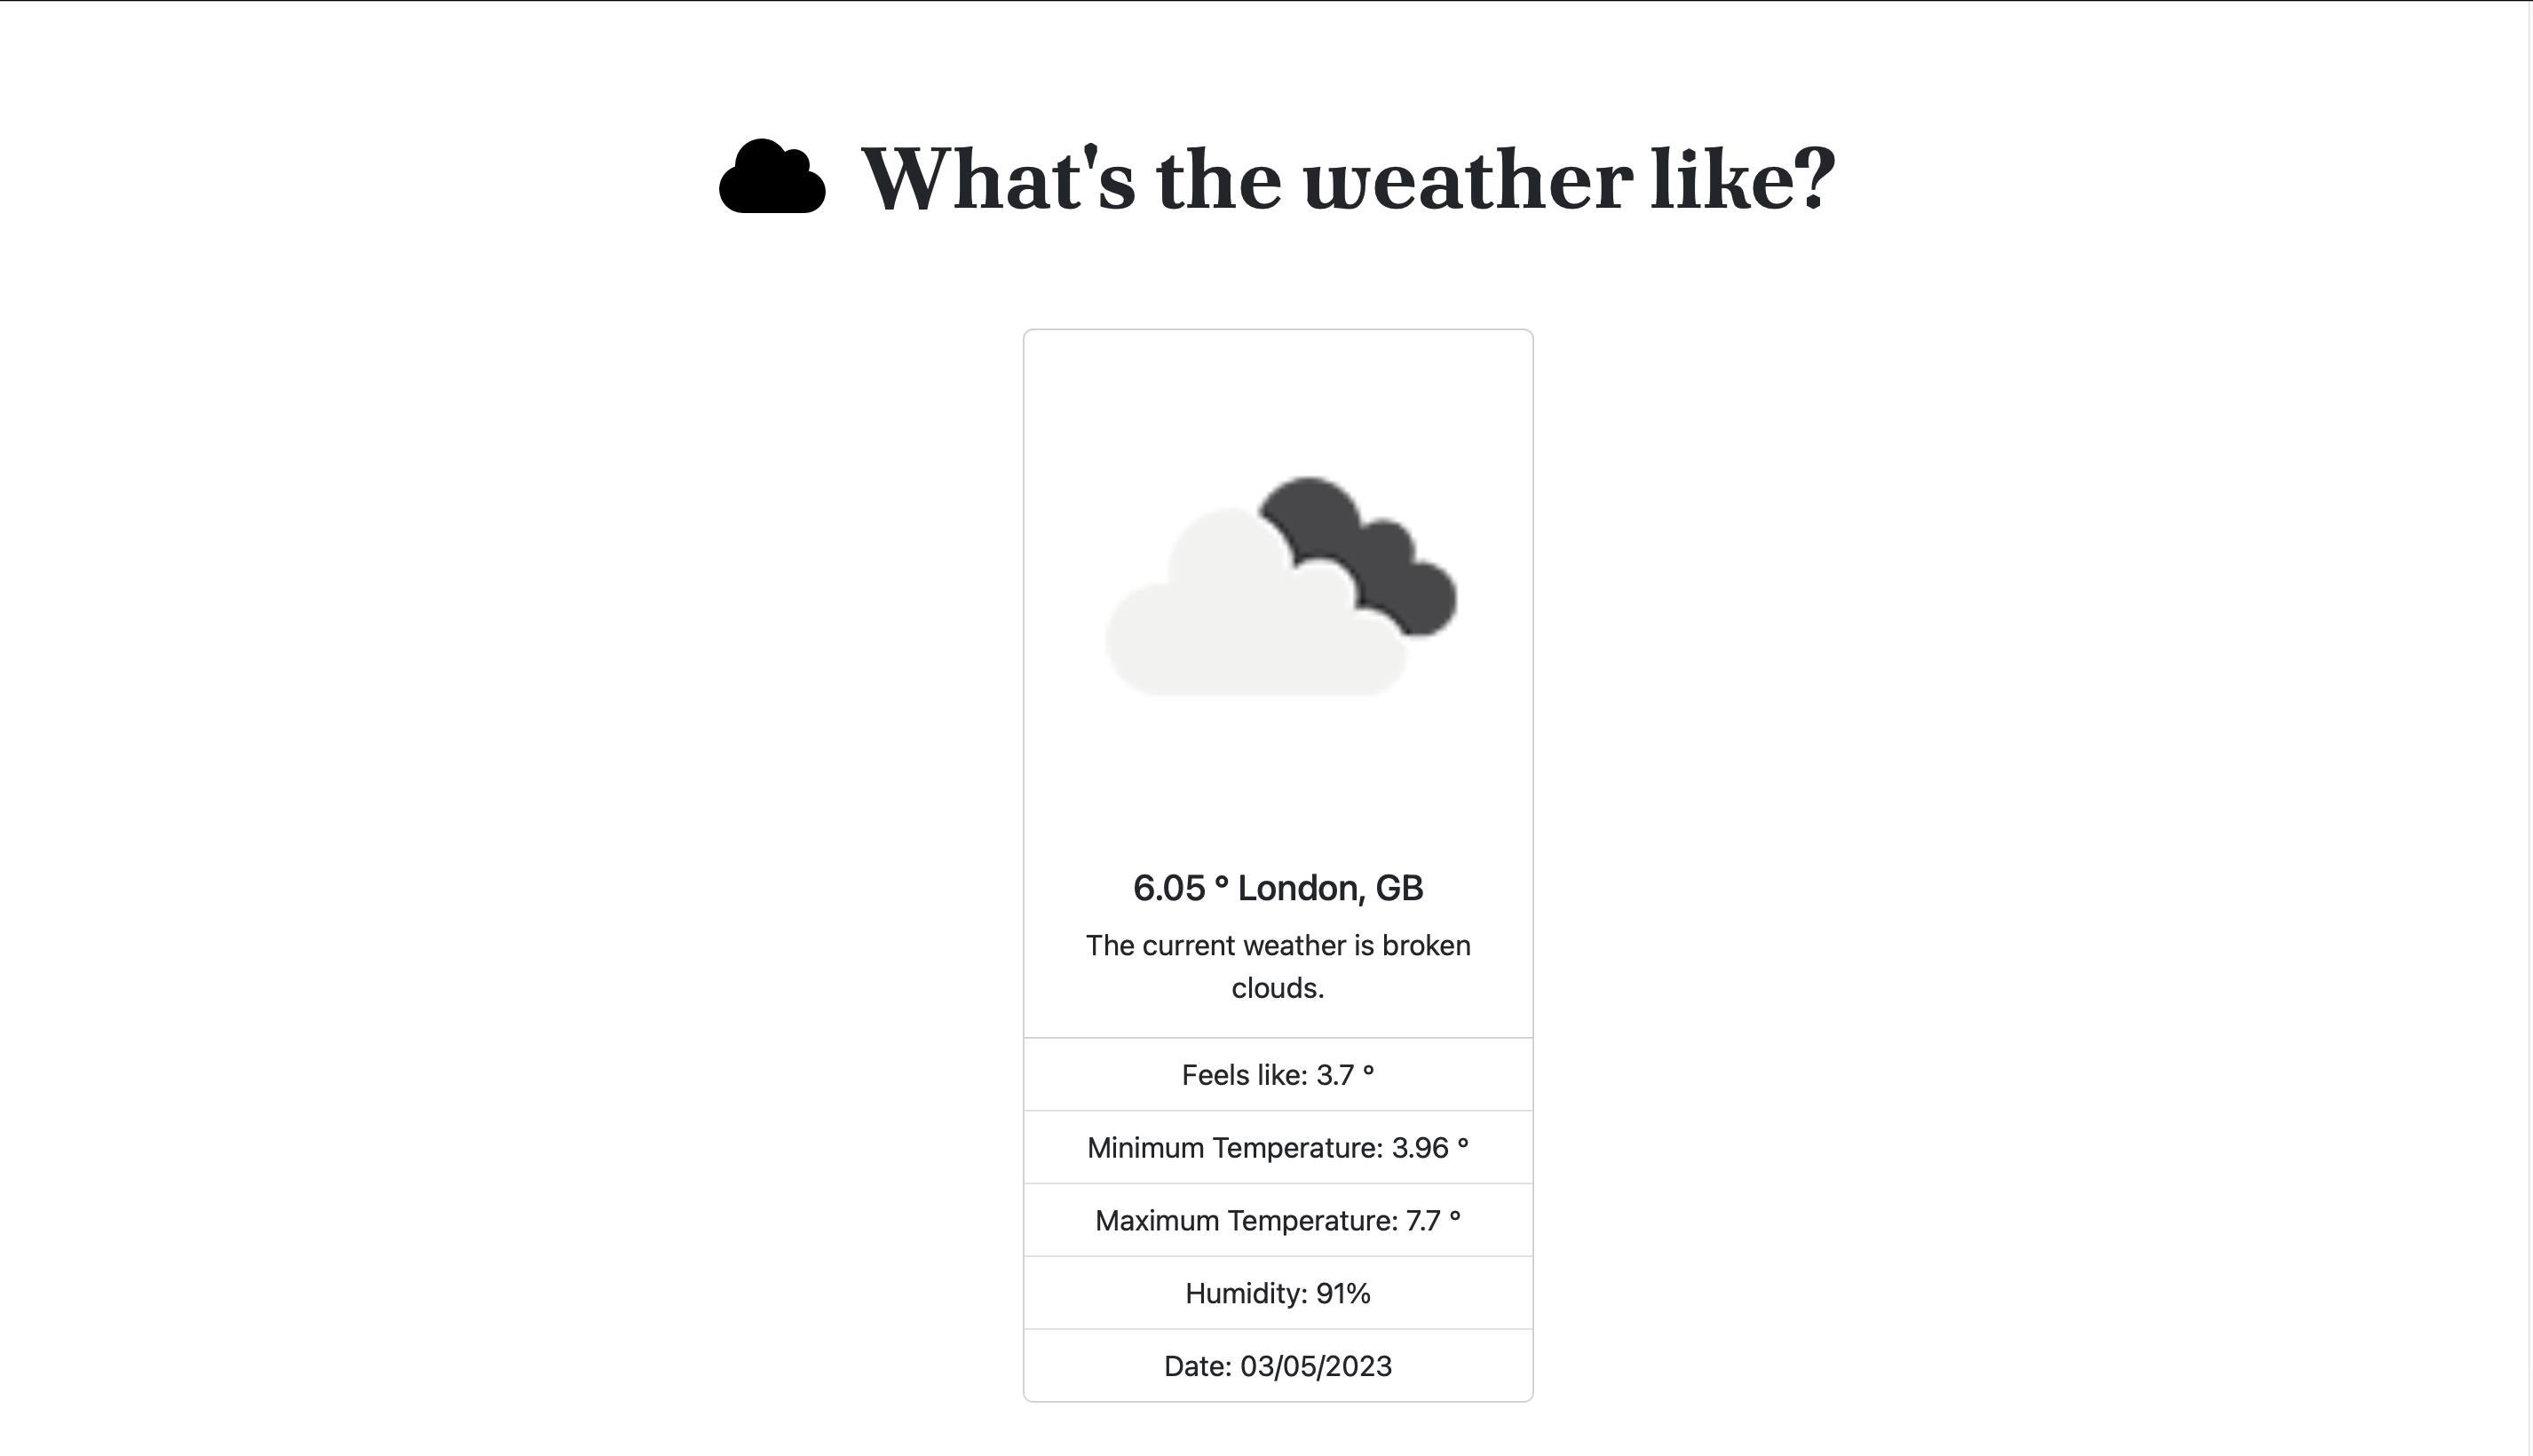 What's the weather like?
6.05 ° London, GB
The current weather is broken
clouds.
Feels like: 3.7 °
Minimum Temperature: 3.96 °
Maximum Temperature: 7.7 °
Humidity: 91%
Date: 03/05/2023